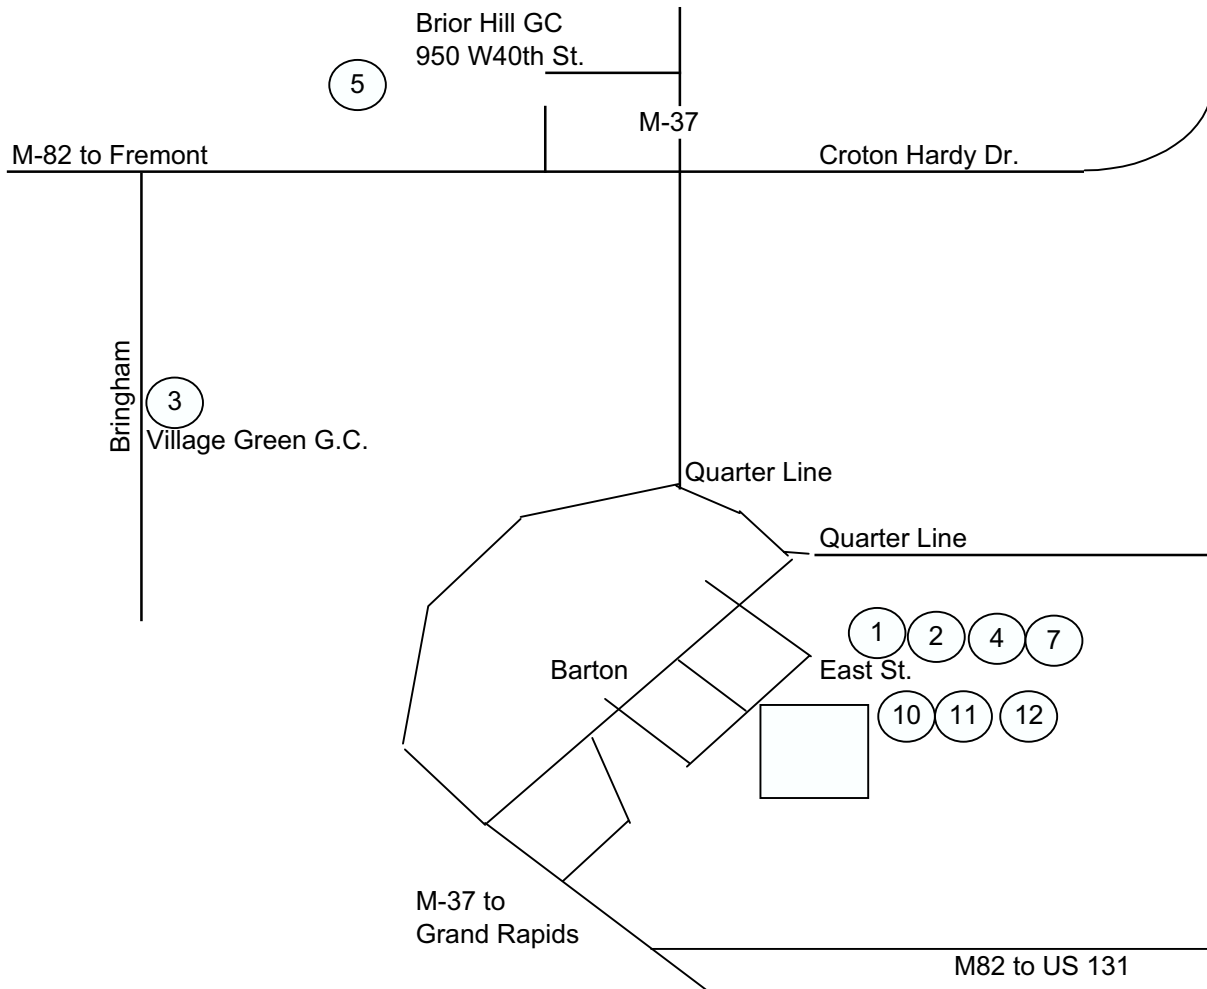 Brior Hill GC
950 W40th St.
5
M-37
M-82 to Fremont
Croton Hardy Dr.
Bringham
3
Village Green G.C.
Quarter Line
Quarter Line
1 2 4 7
Barton
East St.
10 11 12
M-37 to
Grand Rapids
M82 to US 131